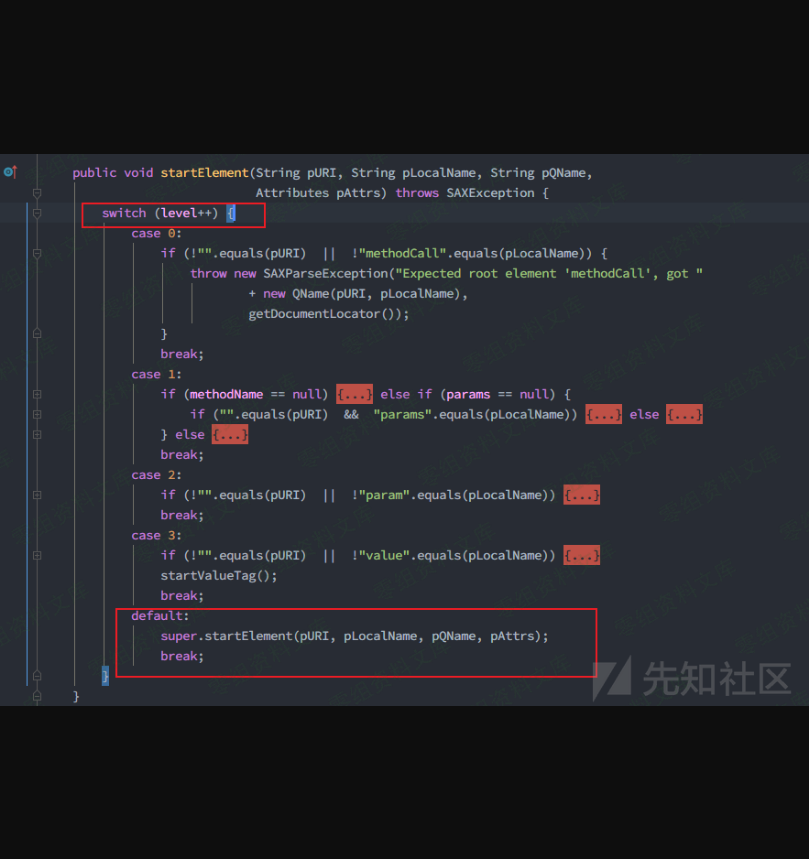 public void startElement(String pURI, String pLocalName, String pQName,
Attributes pAttrs) throws SAXException {
switch (level++) {
case 0:
if (!"".equals(pURI) || !"methodCall".equals(pLocalName)) {
throw new SAXParseException("Expected root element 'methodCall', got "
+ new QName(pURI, pLocalName),
getDocumentLocator());
}
break;
case 1:
if (methodName == null) {...} else if (params == null) {
if ("".equals(pURI) && "params".equals(pLocalName)) {...} else {...}
} else {...}
break;
case 2:
if (!"".equals(pURI) || !"param".equals(pLocalName)) {...}
break;
case 3:
if (!"".equals(pURI) || !"value".equals(pLocalName)) {...}
startValueTag();
break;
default:
super.startElement(pURI, pLocalName, pQName, pAttrs);
break;
}
}
先知社区